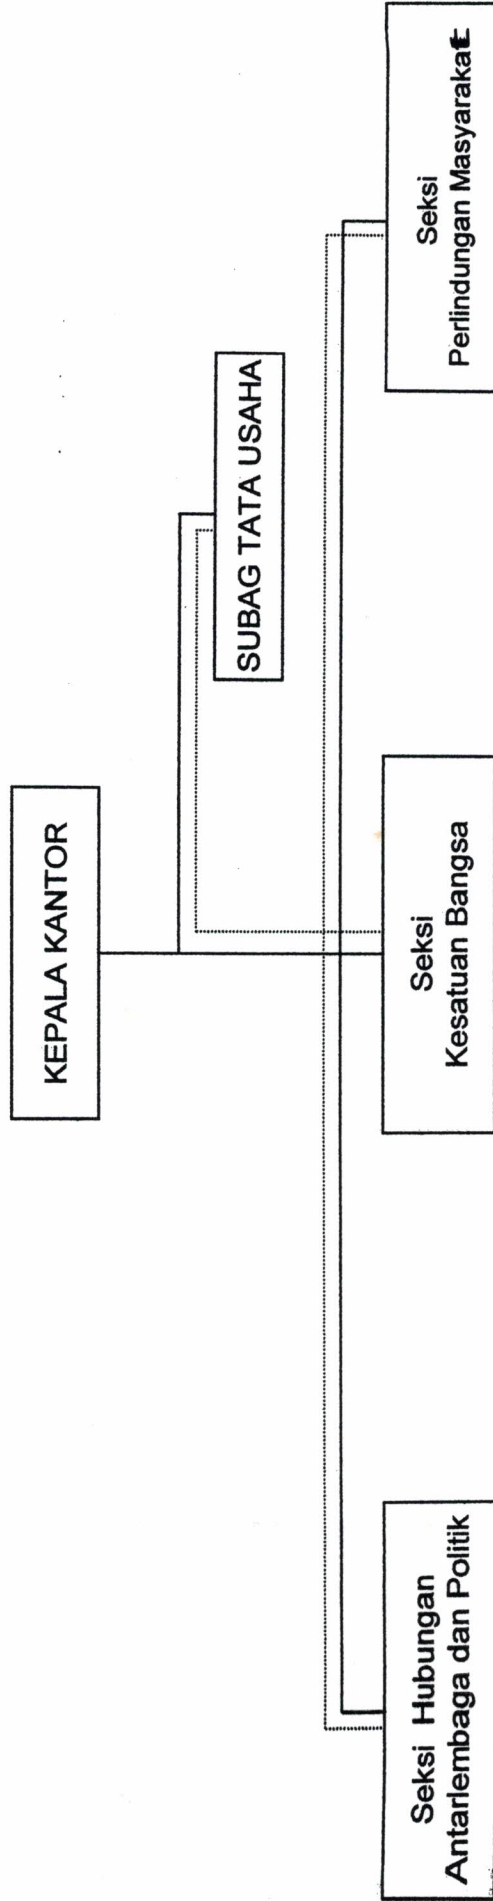 KEPALA KANTOR
SUBAG TATA USAHA
Seksi Hubungan
Antarlembaga dan Politik
Seksi
Kesatuan Bangsa
Seksi
Perlindungan Masyarakat